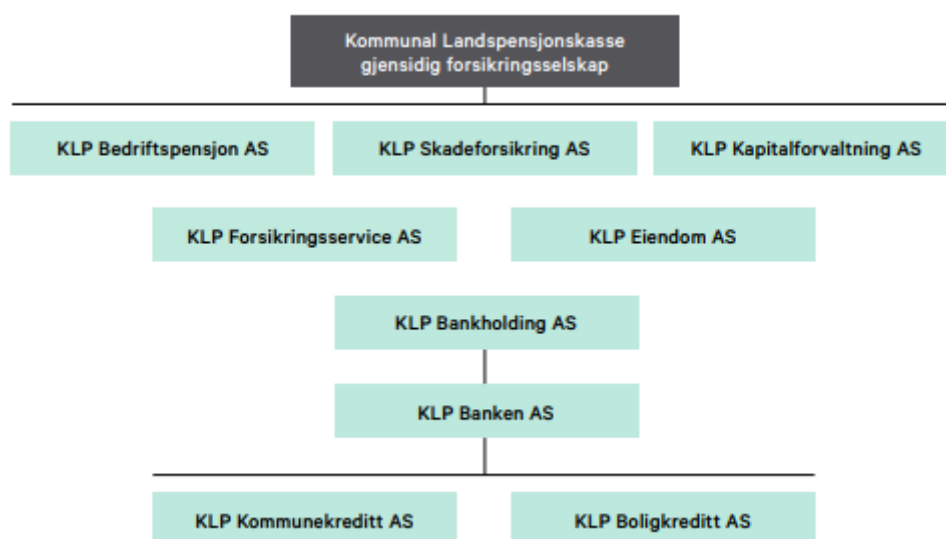 Kommunal Landspensjonskasse
gjensidig forsikringsselskap
KLP Bedriftspensjon AS
KLP Skadeforsikring AS
KLP Kapitalforvaltning AS
KLP Forsikringsservice AS
KLP Eiendom AS
KLP Bankholding AS
KLP Banken AS
KLP Kommunekreditt AS
KLP Boligkreditt AS